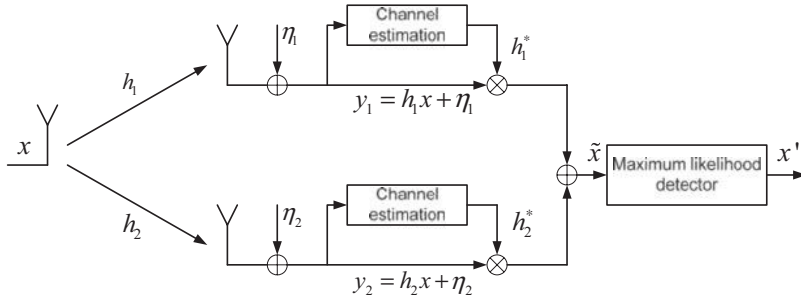 Channel
estimation
η₁
h₁*
h₁
y₁ = h₁x + η₁
x
x̃
Maximum likelihood
detector
x'
h₂
η₂
Channel
estimation
h₂*
y₂ = h₂x + η₂